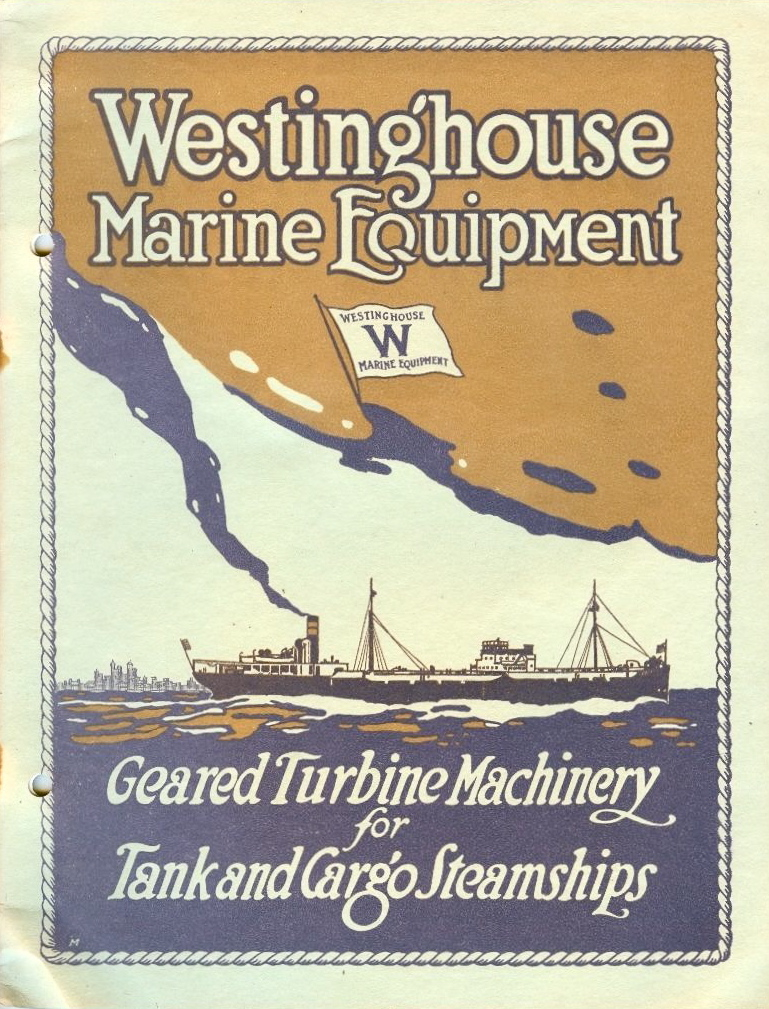 Westinghouse
Marine Equipment
WESTINGHOUSE
W
MARINE EQUIPMENT
Geared Turbine Machinery
for
Tank and Cargo Steamships
M